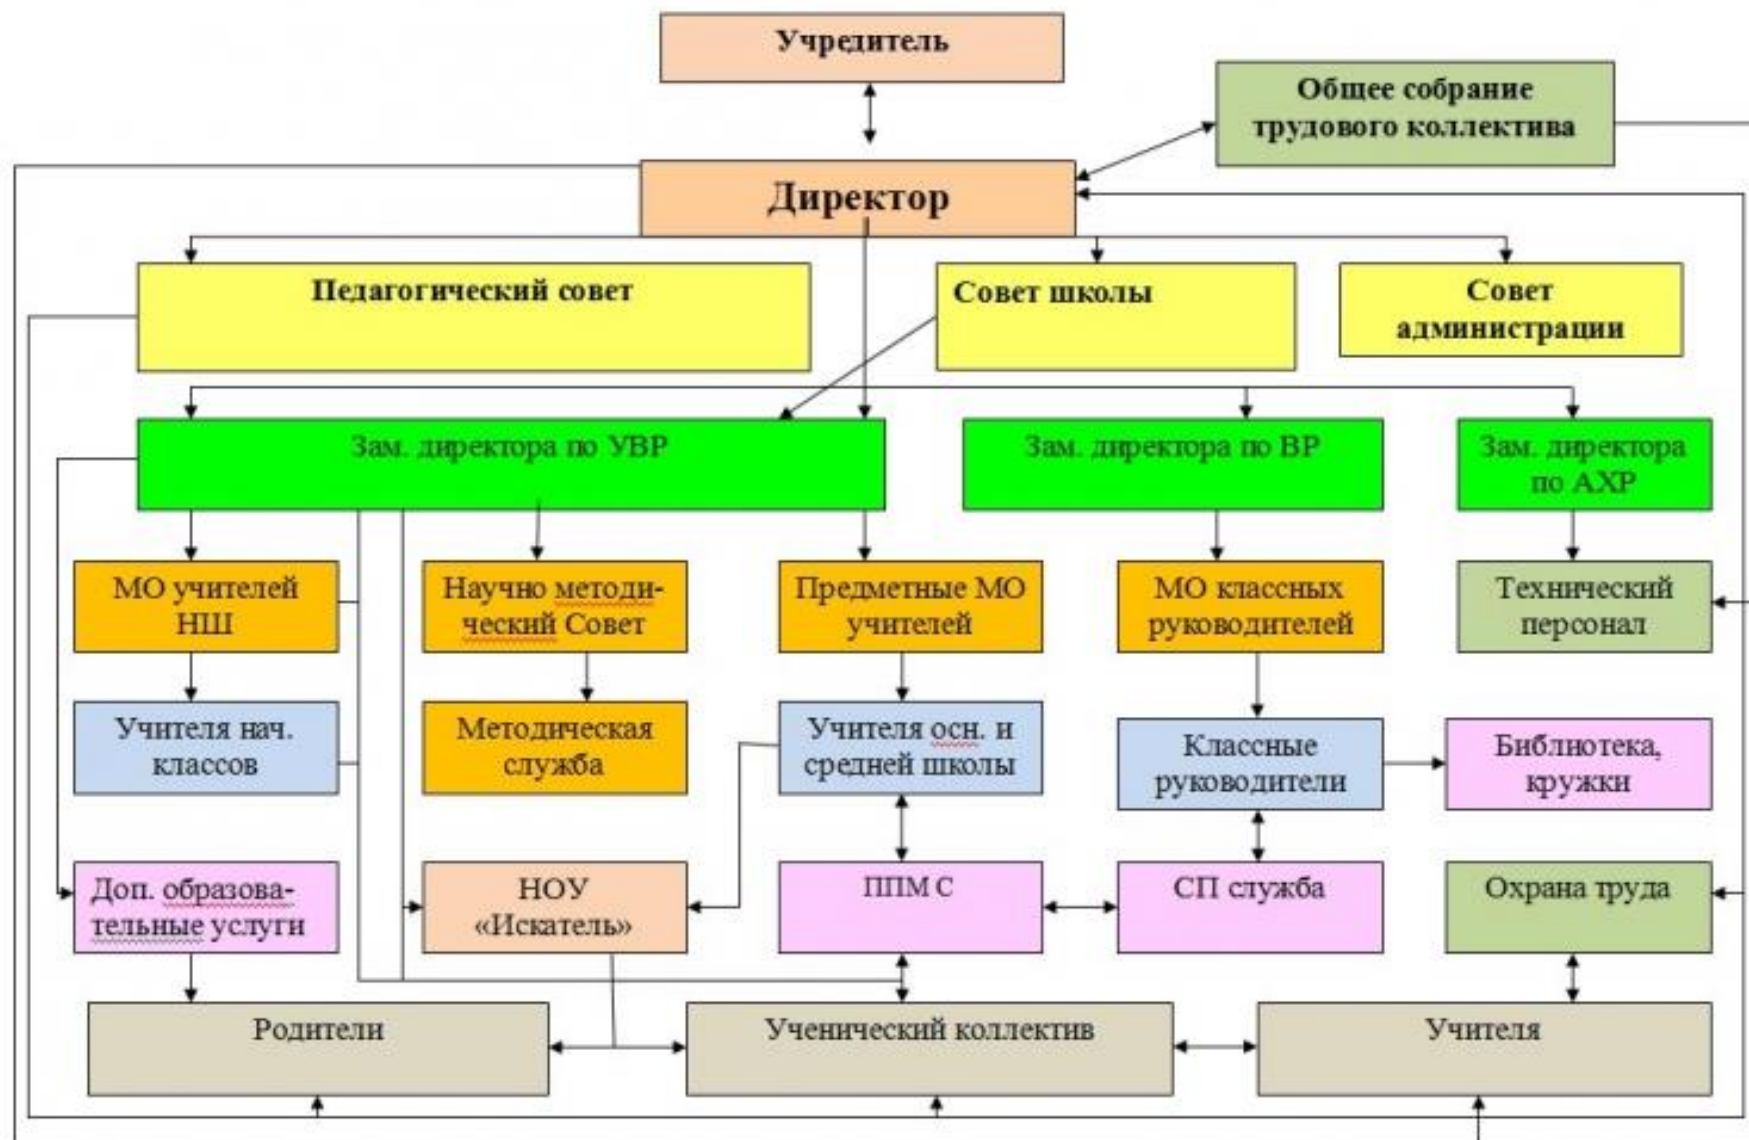 Учредитель
Общее собрание
трудового коллектива
Директор
Педагогический совет
Совет школы
Совет
администрации
Зам. директора по УВР
Зам. директора по ВР
Зам. директора
по АХР
МО учителей
НШ
Научно методи-
ческий Совет
Предметные МО
учителей
МО классных
руководителей
Технический
персонал
Учителя нач.
классов
Методическая
служба
Учителя осн. и
средней школы
Классные
руководители
Библиотека,
кружки
Доп. образова-
тельные услуги
НОУ
«Искатель»
ППМ С
СП служба
Охрана труда
Родители
Ученический коллектив
Учителя